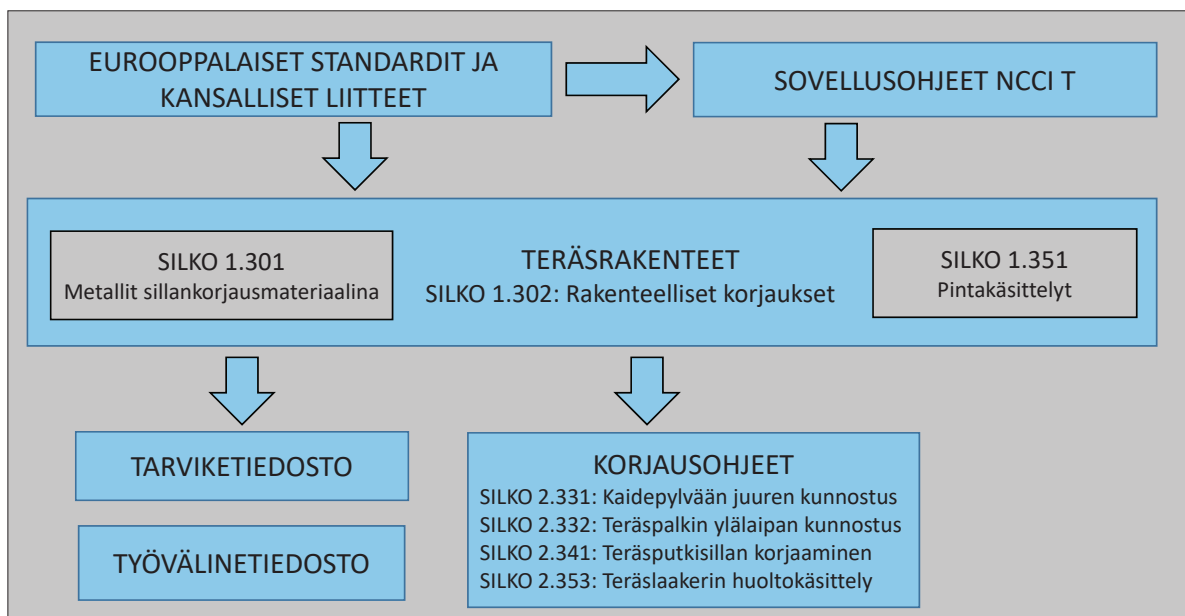 EUROOPPALAISET STANDARDIT JA
KANSALLISET LIITTEET
SOVELLUSOHJEET NCCI T
SILKO 1.301
Metallit sillankorjausmateriaalina
TERÄSRAKENTEET
SILKO 1.302: Rakenteelliset korjaukset
SILKO 1.351
Pintakäsittelyt
TARVIKETIEDOSTO
TYÖVÄLINETIEDOSTO
KORJAUSOHJEET
SILKO 2.331: Kaidepylvään juuren kunnostus
SILKO 2.332: Teräspalkin ylälaipan kunnostus
SILKO 2.341: Teräsputkisillan korjaaminen
SILKO 2.353: Teräslaakerin huoltokäsittely